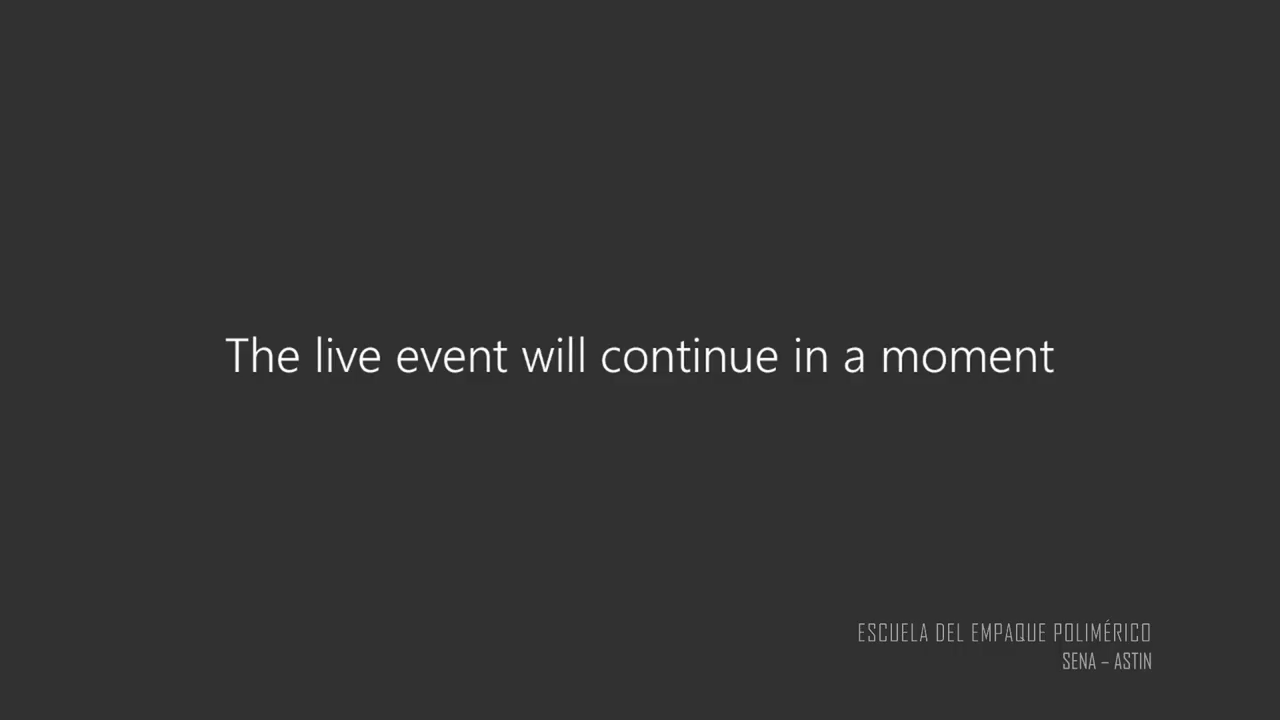 The live event will continue in a moment
ESCUELA DEL EMPAQUE POLIMÉRICO
SENA – ASTIN